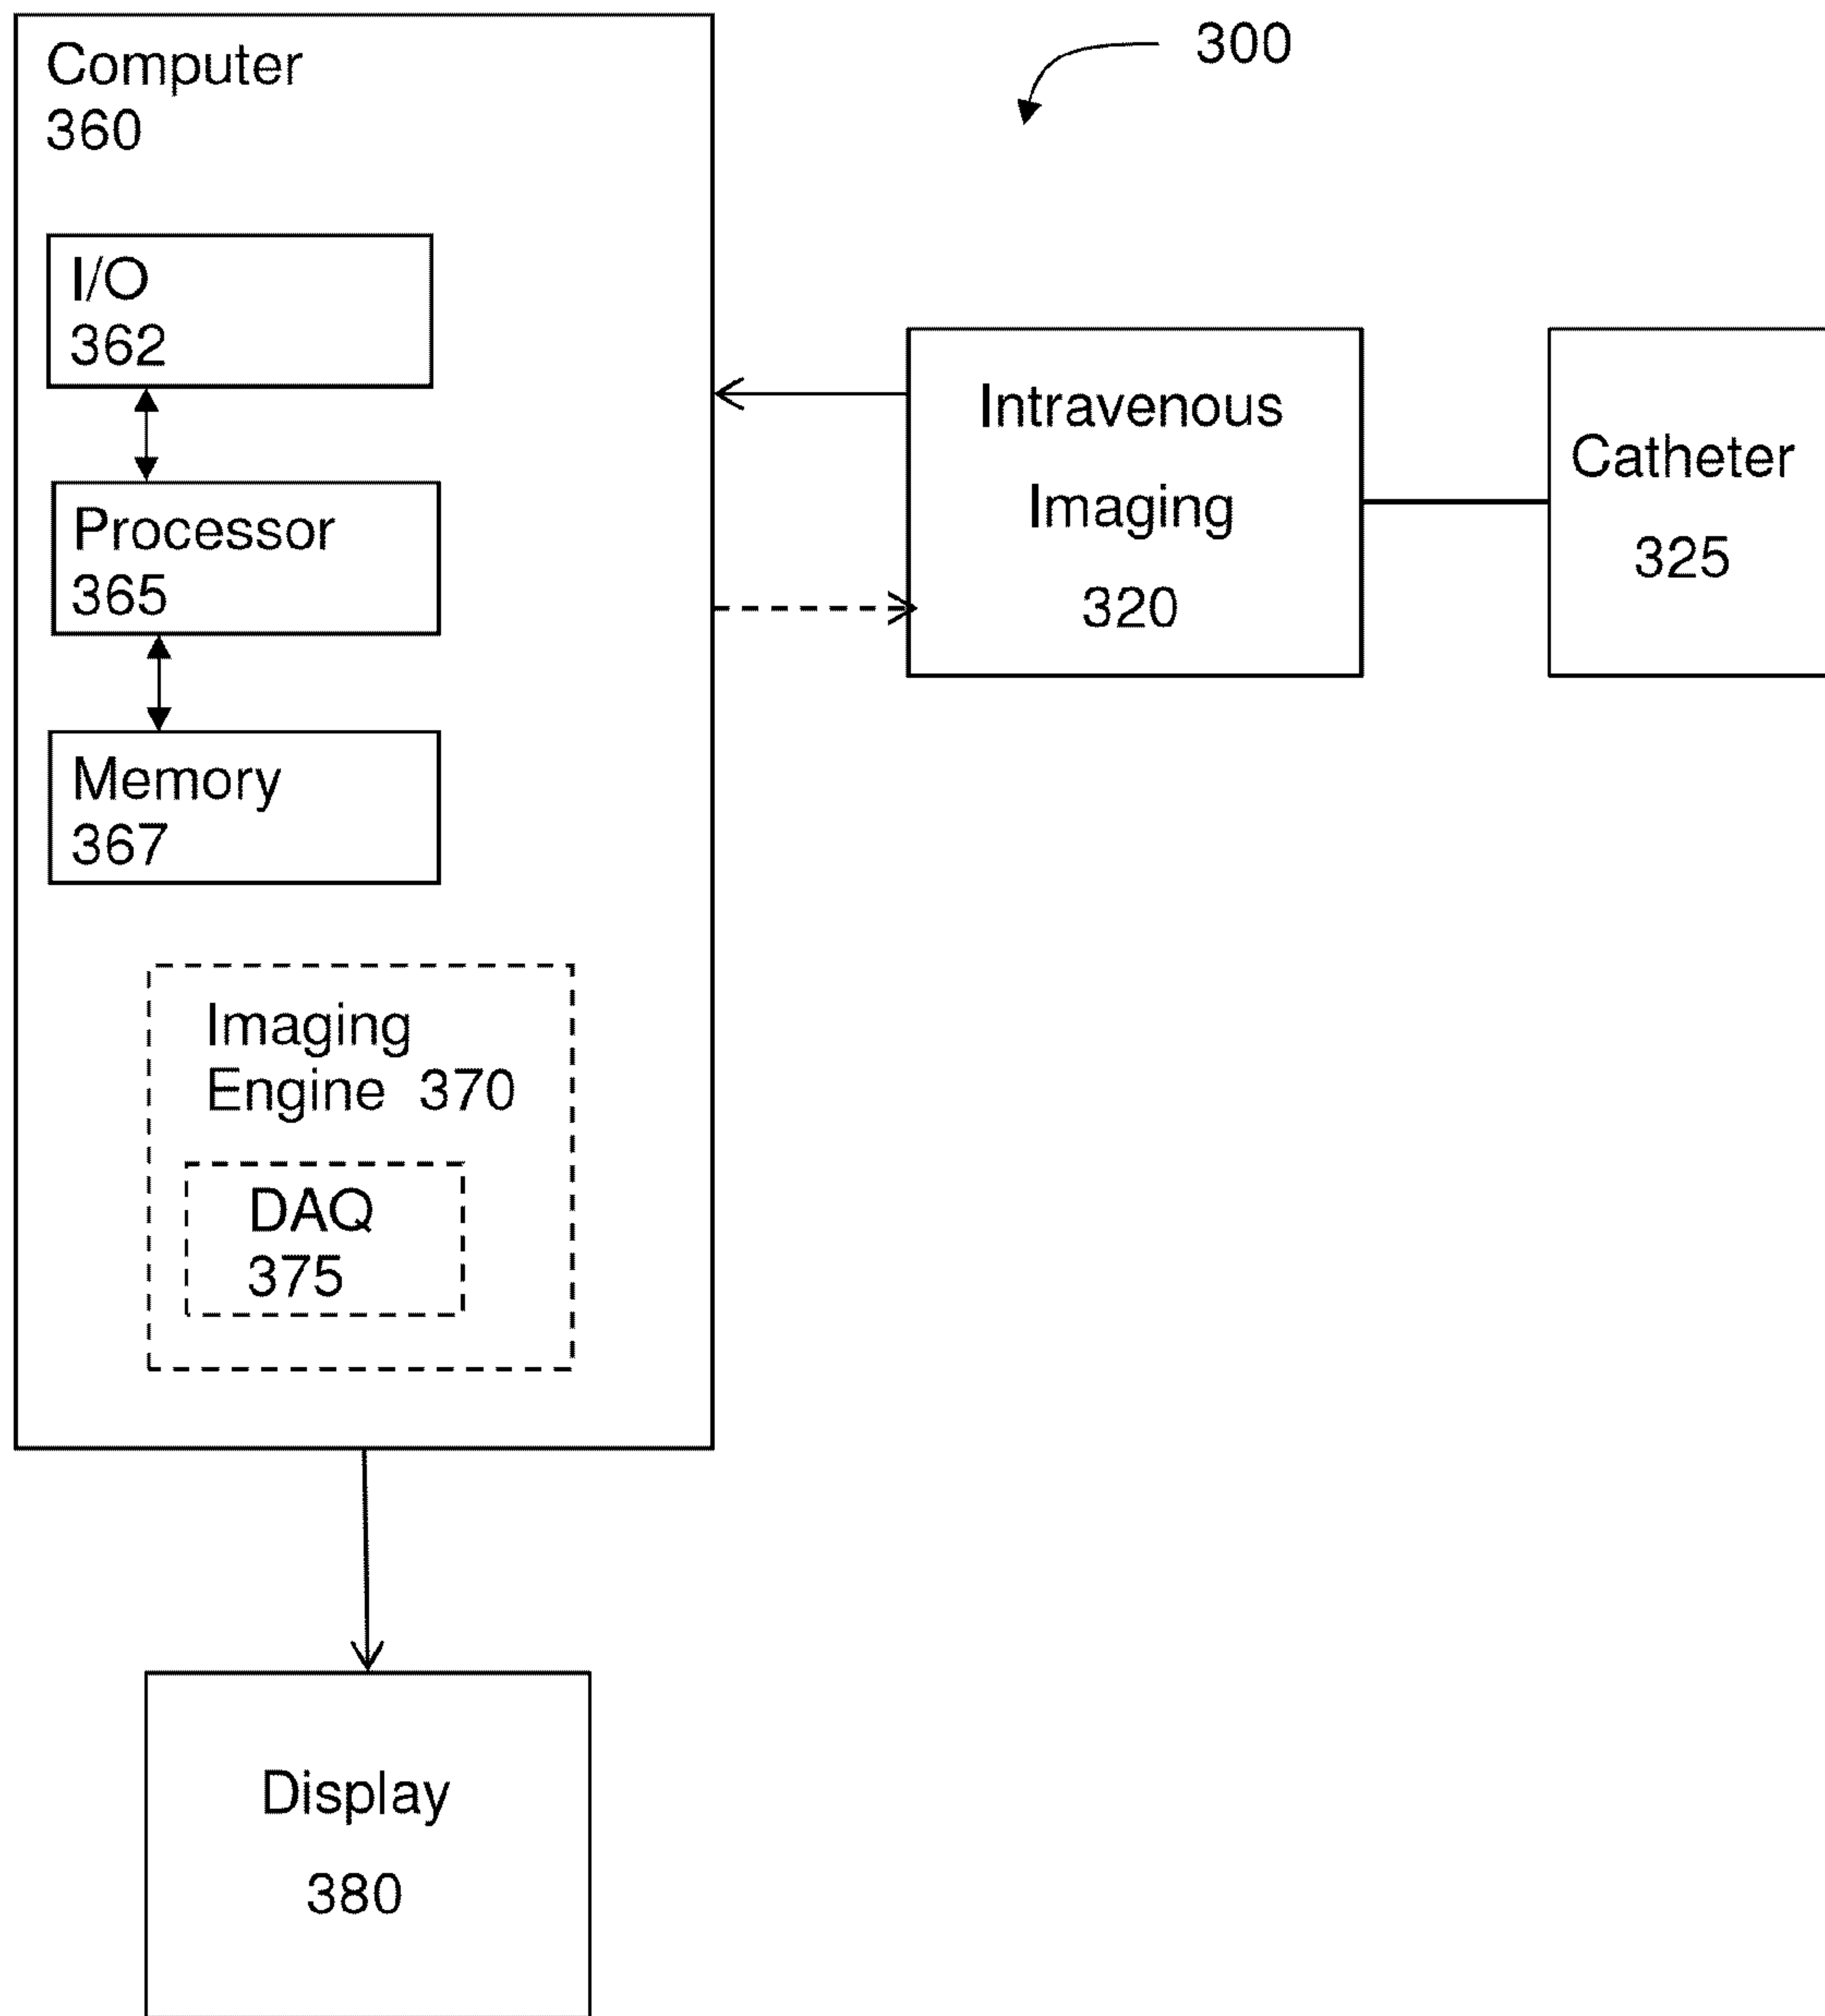 Computer
360
300
I/O
362
Processor
365
Memory
367
Imaging
Engine 370
DAQ
375
Intravenous
Imaging
320
Catheter
325
Display
380